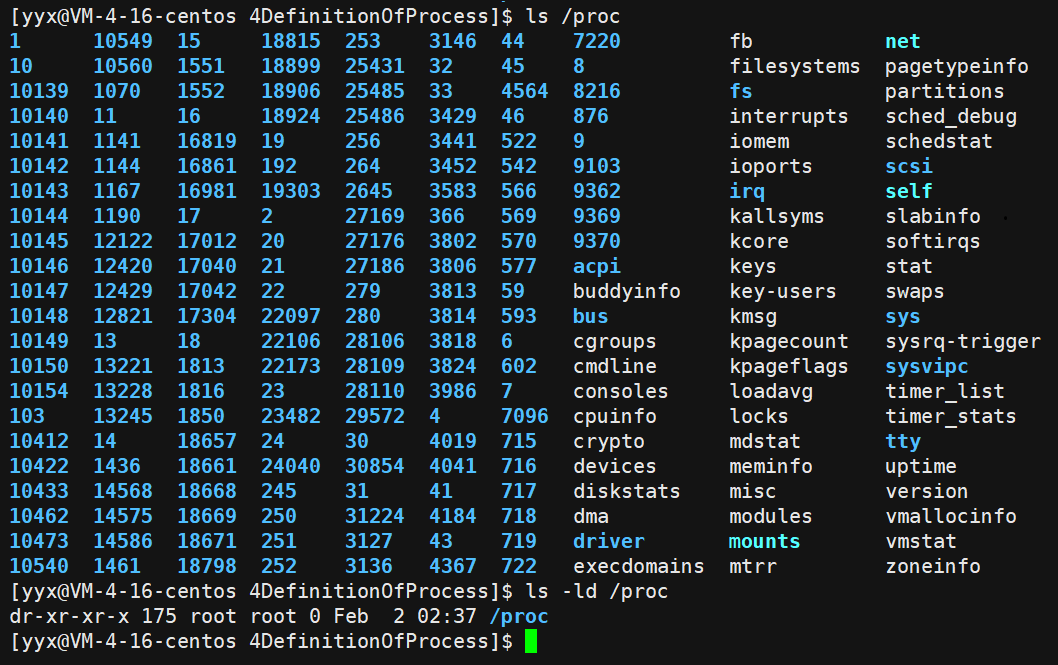 [yyx@VM-4-16-centos 4DefinitionOfProcess]$ ls /proc
1      10549  15     18815  253    3146  44    7220         fb           net
10     10560  1551   18899  25431  32    45    8            filesystems  pagetypeinfo
10139  1070   1552   18906  25485  33    4564  8216         fs           partitions
10140  11     16     18924  25486  3429  46    876          interrupts   sched_debug
10141  1141   16819  19     256    3441  522   9            iomem        schedstat
10142  1144   16861  192    264    3452  542   9103         ioports      scsi
10143  1167   16981  19303  2645   3583  566   9362         irq          self
10144  1190   17     2      27169  366   569   9369         kallsyms     slabinfo
10145  12122  17012  20     27176  3802  570   9370         kcore        softirqs
10146  12420  17040  21     27186  3806  577   acpi         keys         stat
10147  12429  17042  22     279    3813  59    buddyinfo    key-users    swaps
10148  12821  17304  22097  280    3814  593   bus          kmsg         sys
10149  13     18     22106  28106  3818  6     cgroups      kpagecount   sysrq-trigger
10150  13221  1813   22173  28109  3824  602   cmdline      kpageflags   sysvipc
10154  13228  1816   23     28110  3986  7     consoles     loadavg      timer_list
103    13245  1850   23482  29572  4     7096  cpuinfo      locks        timer_stats
10412  14     18657  24     30     4019  715   crypto       mdstat       tty
10422  1436   18661  24040  30854  4041  716   devices      meminfo      uptime
10433  14568  18668  245    31     41    717   diskstats    misc         version
10462  14575  18669  250    31224  4184  718   dma          modules      vmallocinfo
10473  14586  18671  251    3127   43    719   driver       mounts       vmstat
10540  1461   18798  252    3136   4367  722   execdomains  mtrr         zoneinfo
[yyx@VM-4-16-centos 4DefinitionOfProcess]$ ls -ld /proc
dr-xr-xr-x 175 root root 0 Feb  2 02:37 /proc
[yyx@VM-4-16-centos 4DefinitionOfProcess]$